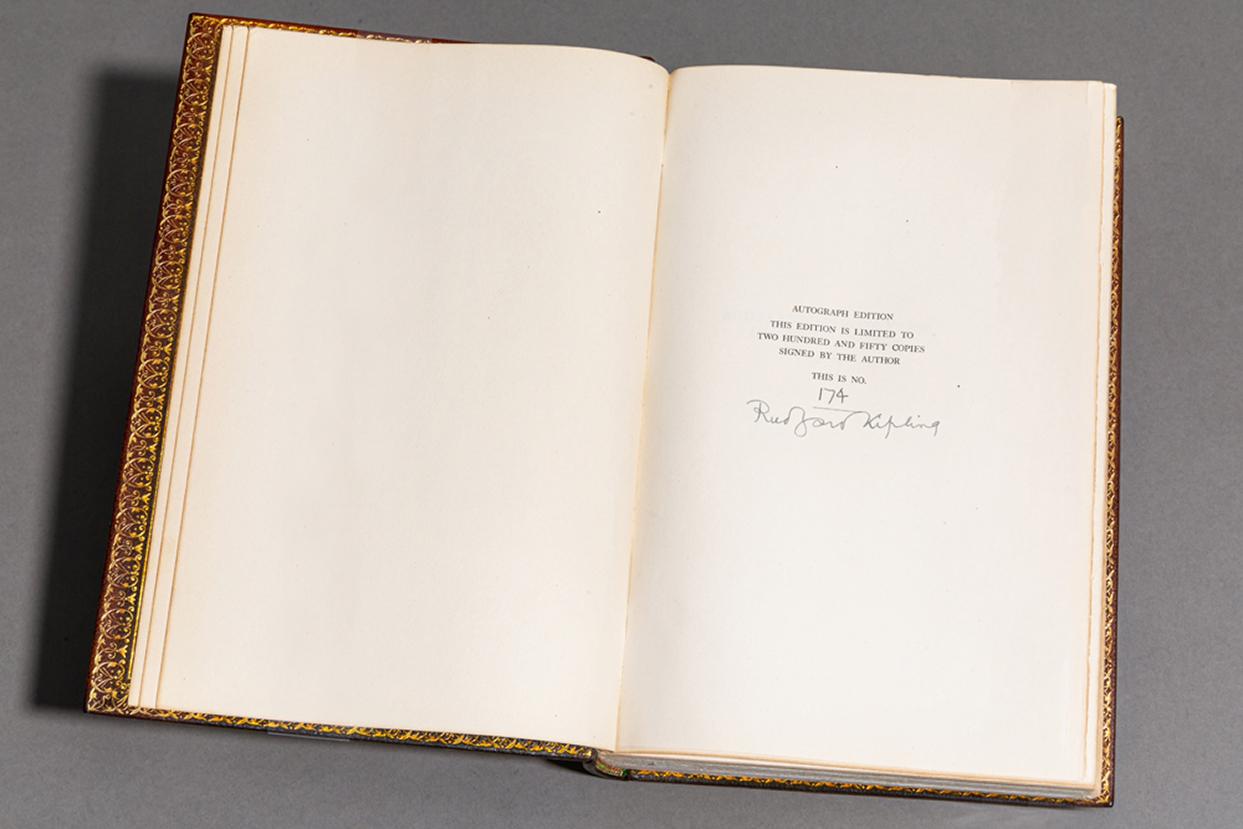 AUTOGRAPH EDITION
THIS EDITION IS LIMITED TO
TWO HUNDRED AND FIFTY COPIES
SIGNED BY THE AUTHOR
THIS IS NO.
174
Rudyard Kipling